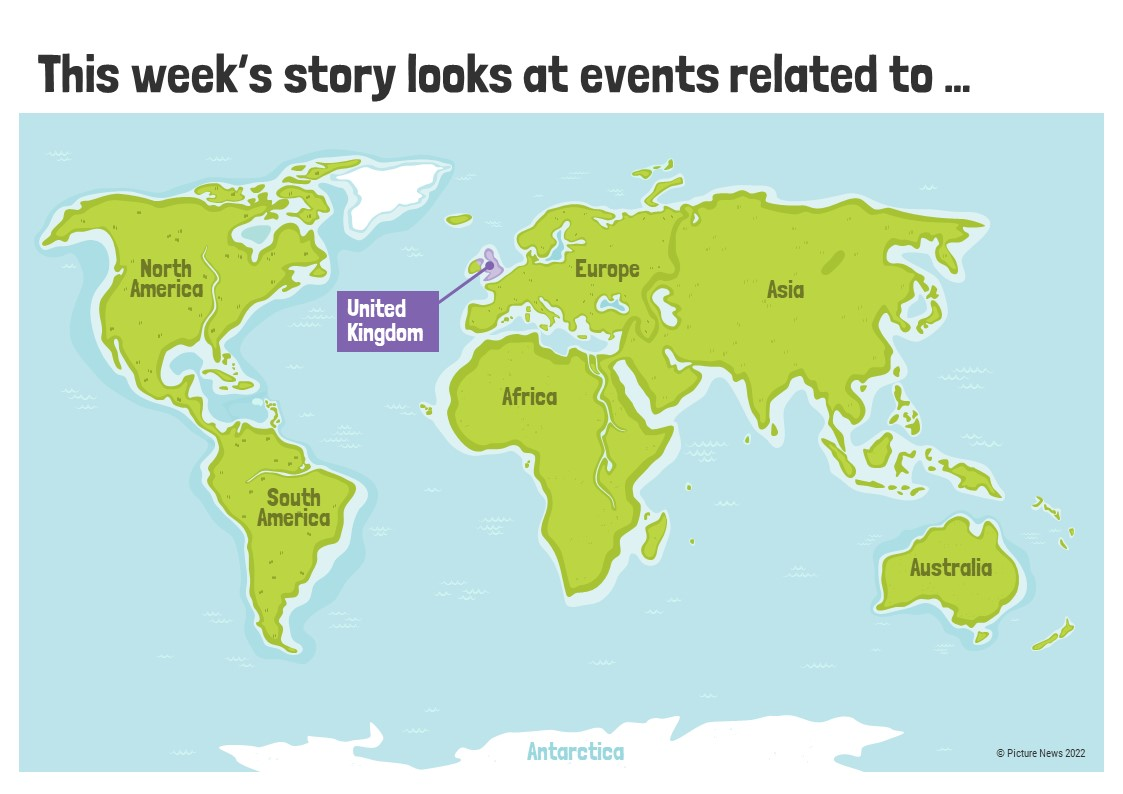 This week's story looks at events related to ...
North
America
Europe
Asia
United
Kingdom
Africa
South
America
Australia
Antarctica
© Picture News 2022